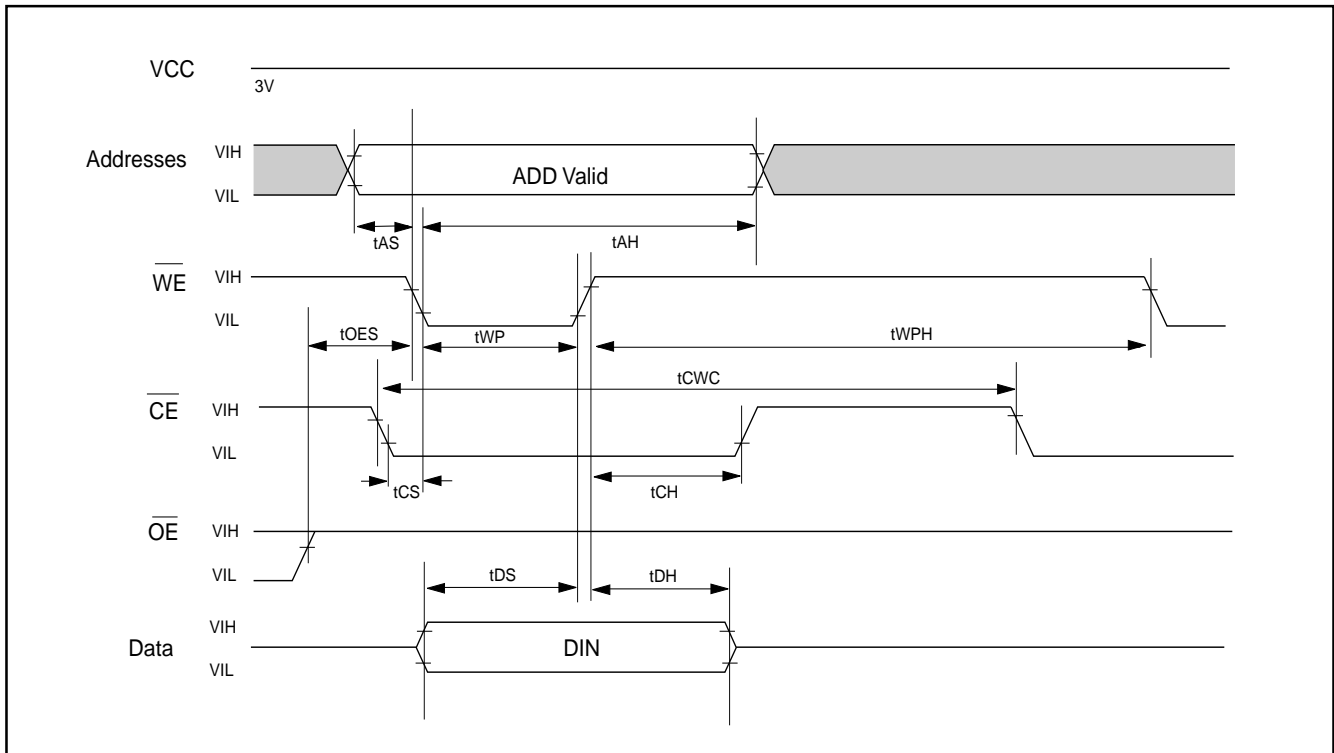 VCC
3V
Addresses
VIH
ADD Valid
VIL
tAS
tAH
WE
VIH
VIL
tOES
tWP
tWPH
tCWC
CE
VIH
VIL
tCS
tCH
OE
VIH
VIL
tDS
tDH
VIH
Data
DIN
VIL